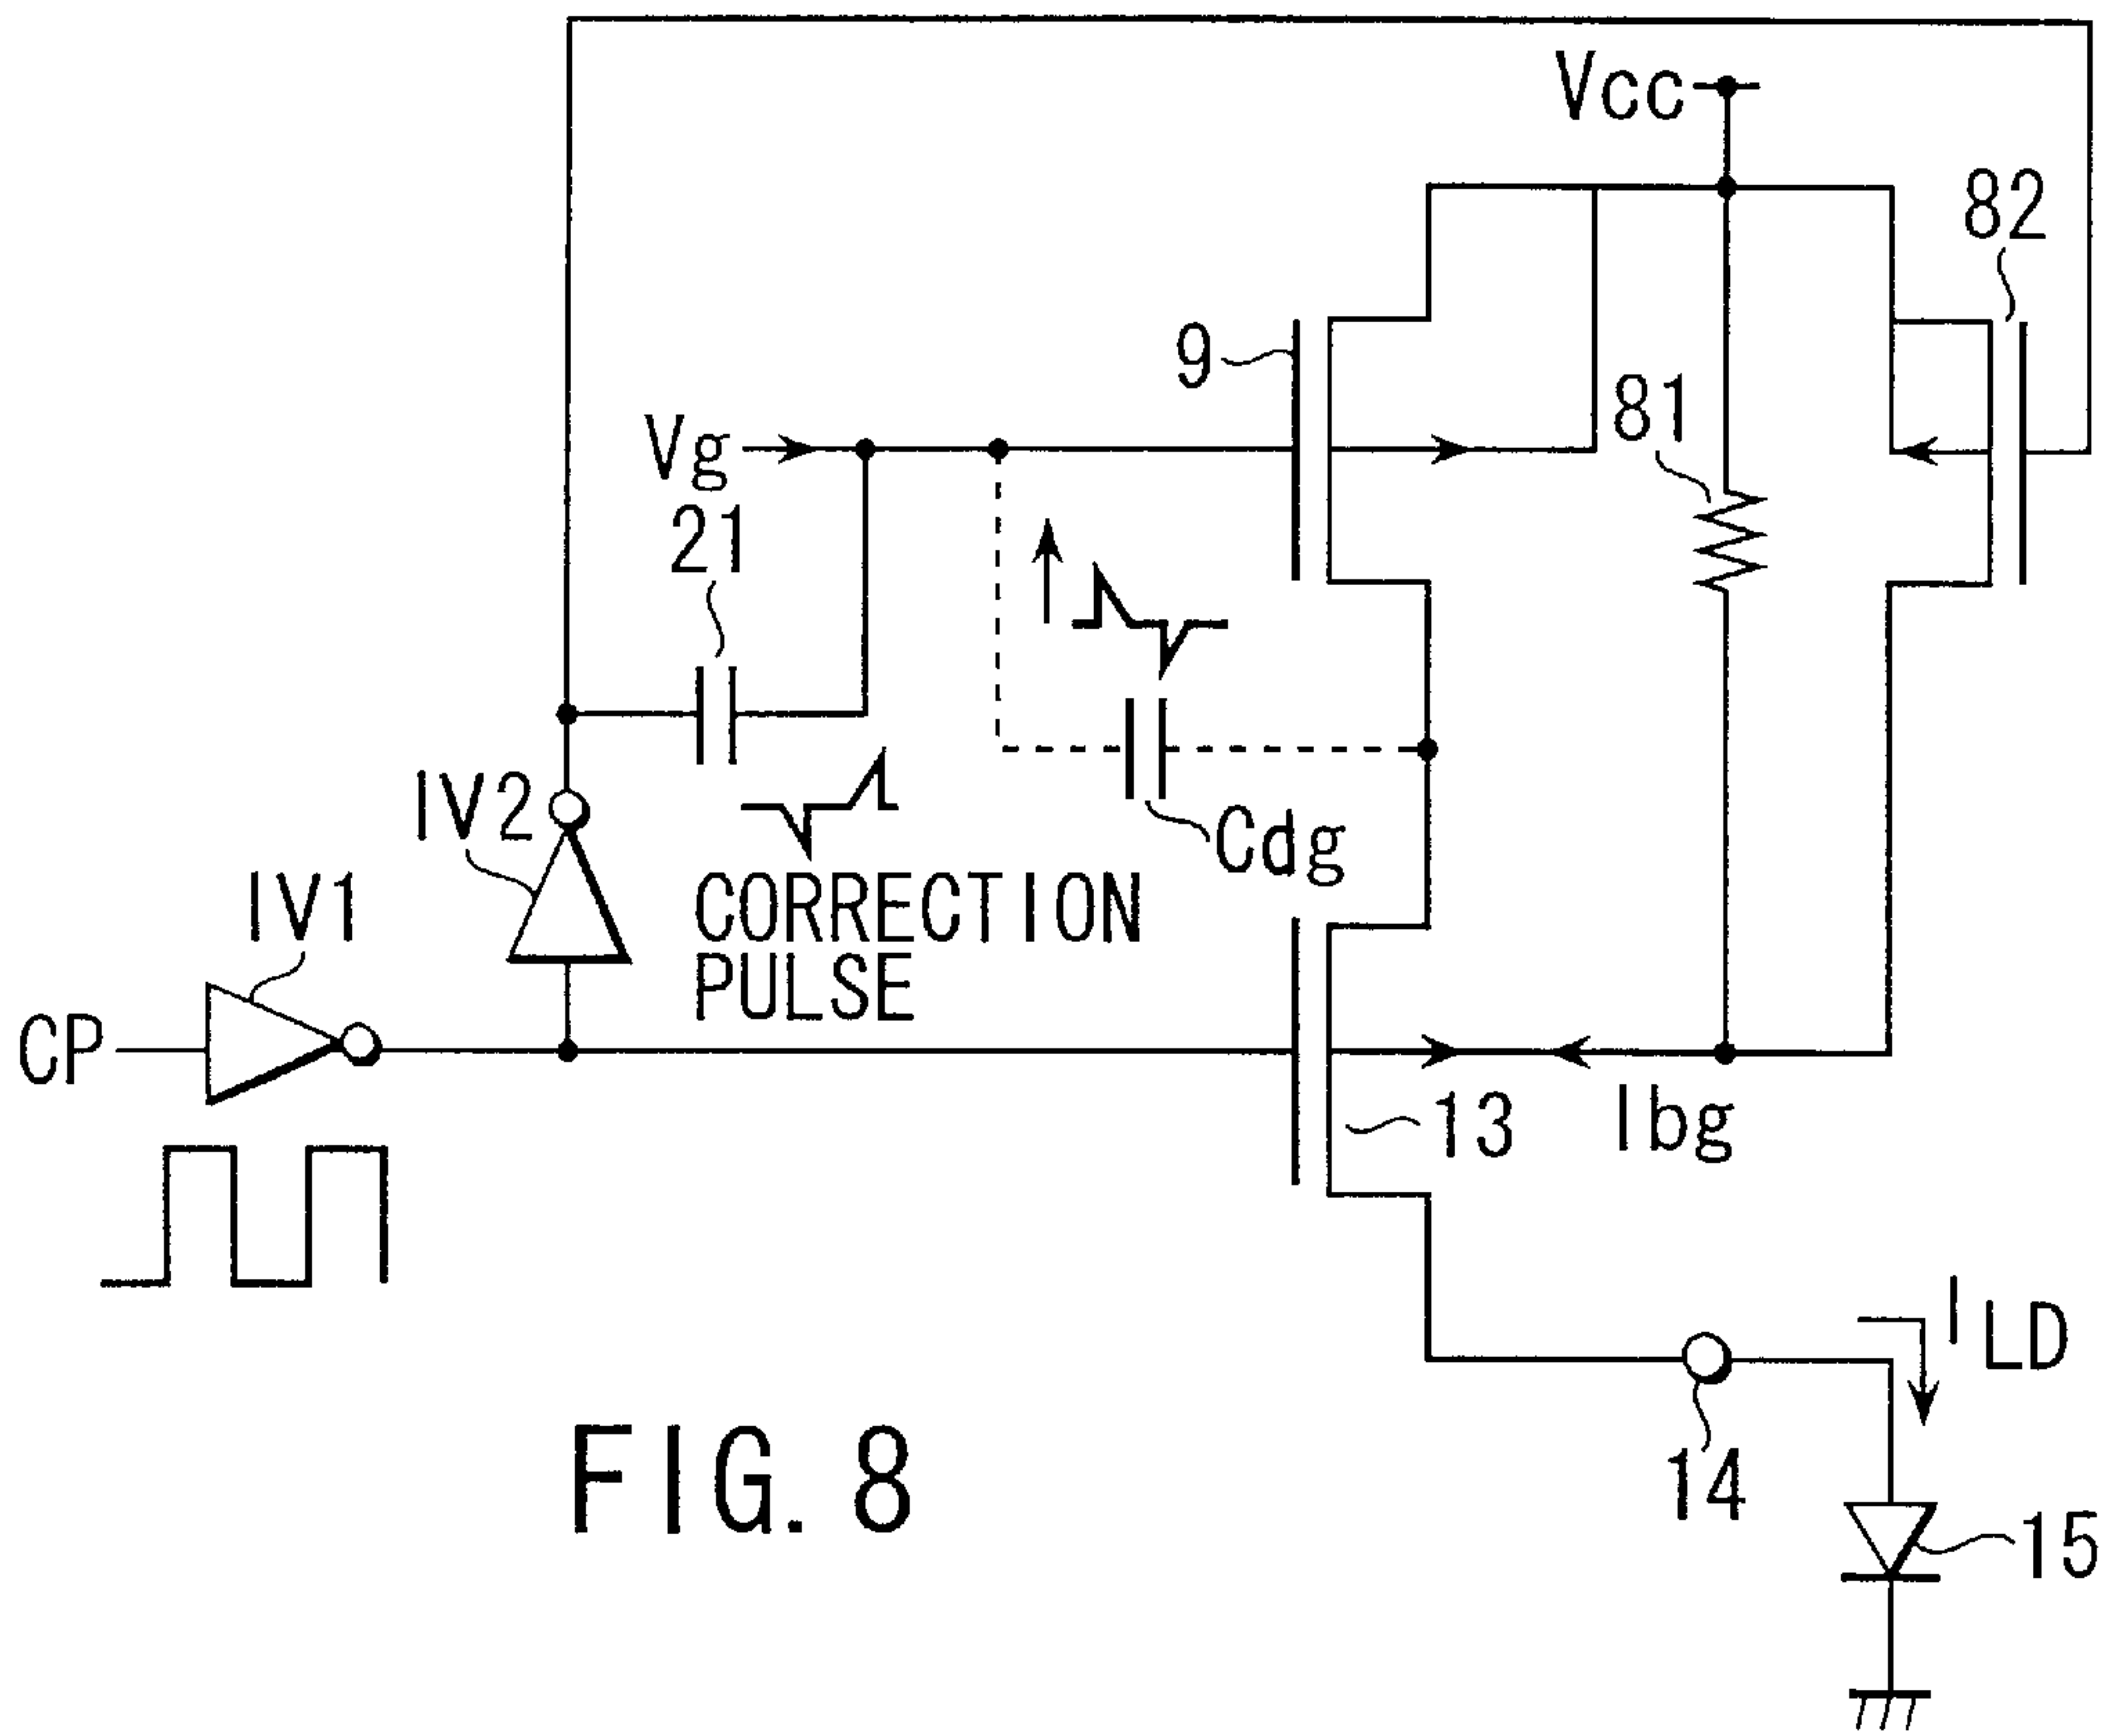 Vcc
82
9
81
Vg
21
IV2
Cdg
IV1
CORRECTION
PULSE
CP
13
Ibg
ILD
14
FIG. 8
15